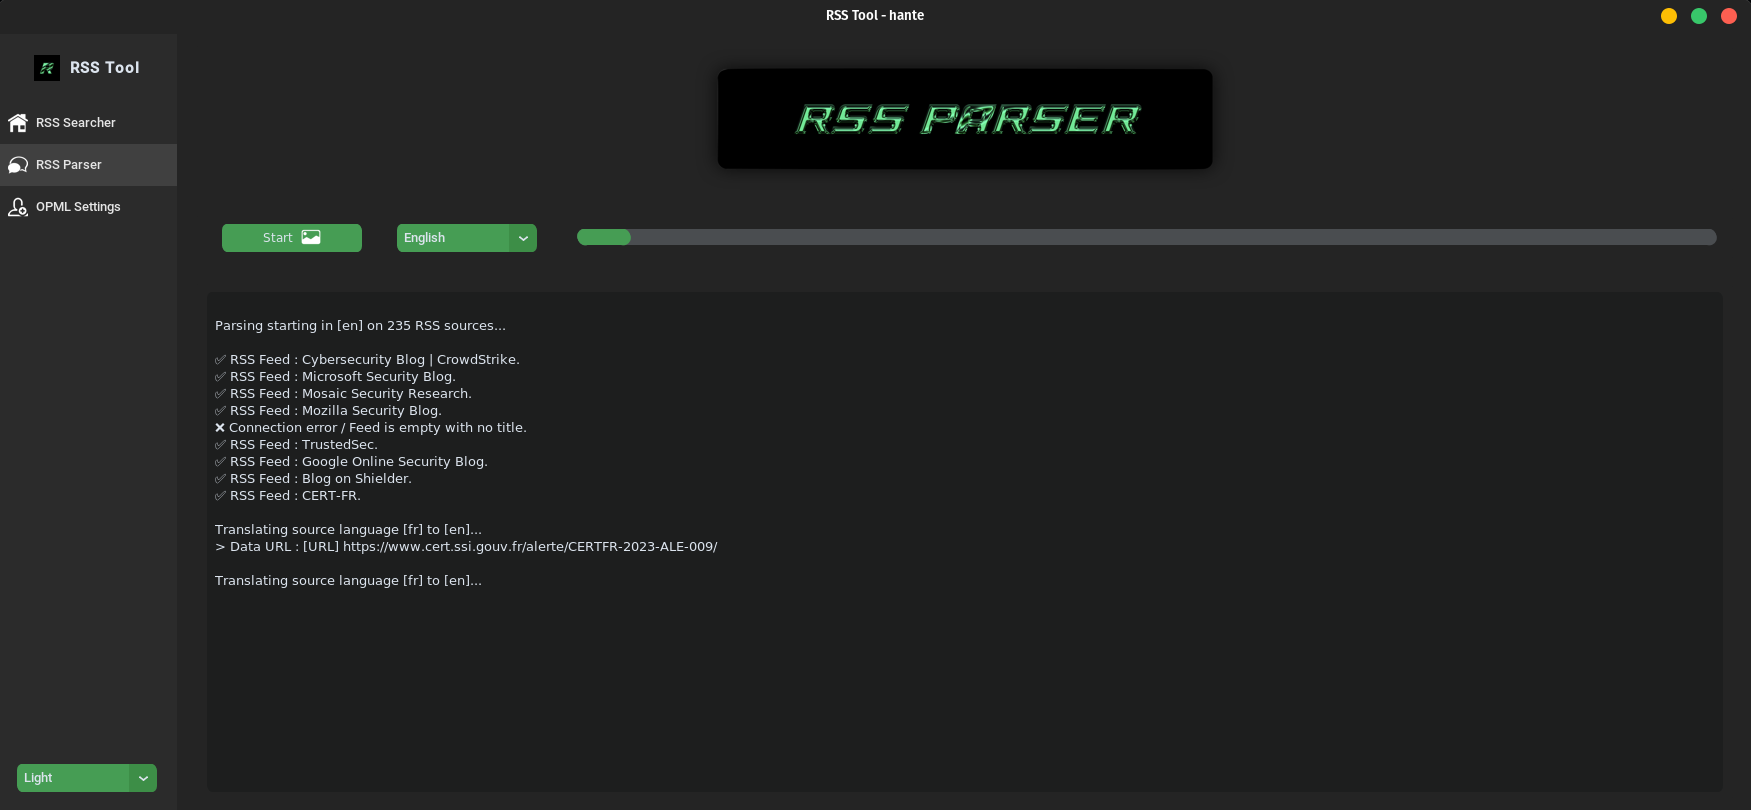 RSS Tool - hante
RSS Tool
RSS Searcher
RSS Parser
OPML Settings
Light
RSS PARSER
Start
English
Parsing starting in [en] on 235 RSS sources...
✅ RSS Feed : Cybersecurity Blog | CrowdStrike.
✅ RSS Feed : Microsoft Security Blog.
✅ RSS Feed : Mosaic Security Research.
✅ RSS Feed : Mozilla Security Blog.
❌ Connection error / Feed is empty with no title.
✅ RSS Feed : TrustedSec.
✅ RSS Feed : Google Online Security Blog.
✅ RSS Feed : Blog on Shielder.
✅ RSS Feed : CERT-FR.
Translating source language [fr] to [en]...
> Data URL : [URL] https://www.cert.ssi.gouv.fr/alerte/CERTFR-2023-ALE-009/
Translating source language [fr] to [en]...